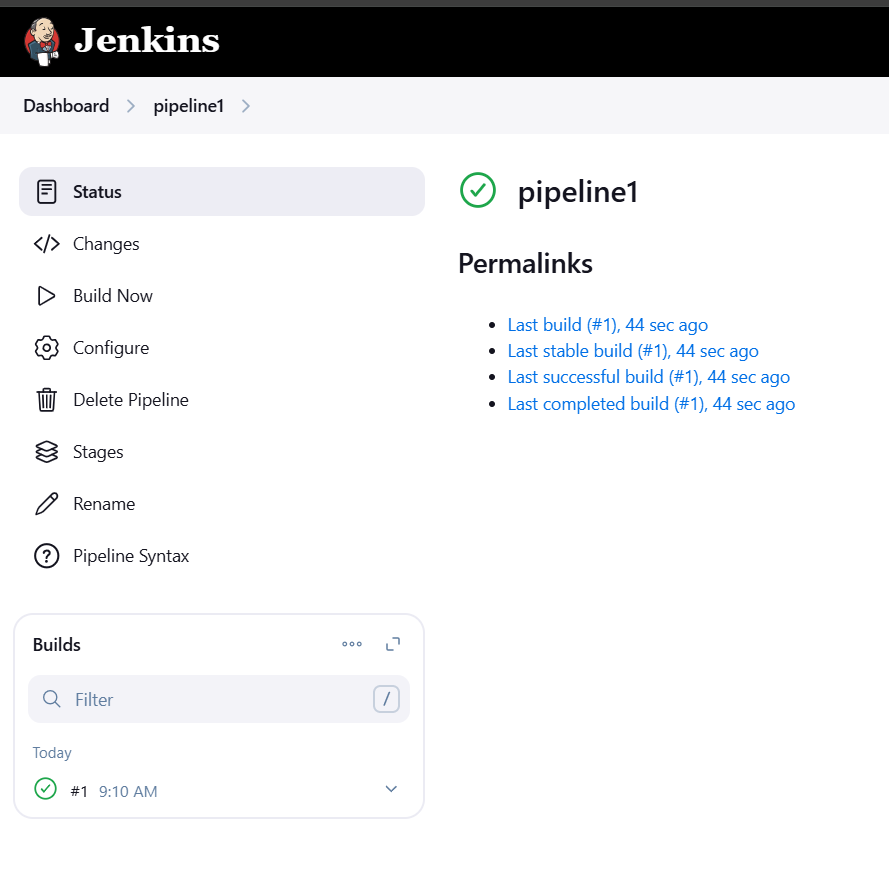 Jenkins
Dashboard
pipeline1
Status
Changes
Build Now
Configure
Delete Pipeline
Stages
Rename
Pipeline Syntax
Builds
Filter
/
Today
#1 9:10 AM
pipeline1
Permalinks
Last build (#1), 44 sec ago
Last stable build (#1), 44 sec ago
Last successful build (#1), 44 sec ago
Last completed build (#1), 44 sec ago